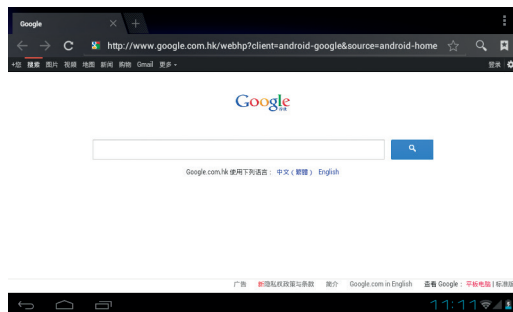 Google
http://www.google.com.hk/webhp?client=android-google&source=android-home
+您 搜索 图片 视频 地图 新闻 购物 Gmail 更多 登录
Google
Google.com.hk 使用下列语言： 中文（繁體） English
广告 新隐私权政策与条款 简介 Google.com in English 查看 Google： 平板电脑 | 标准版
11:11